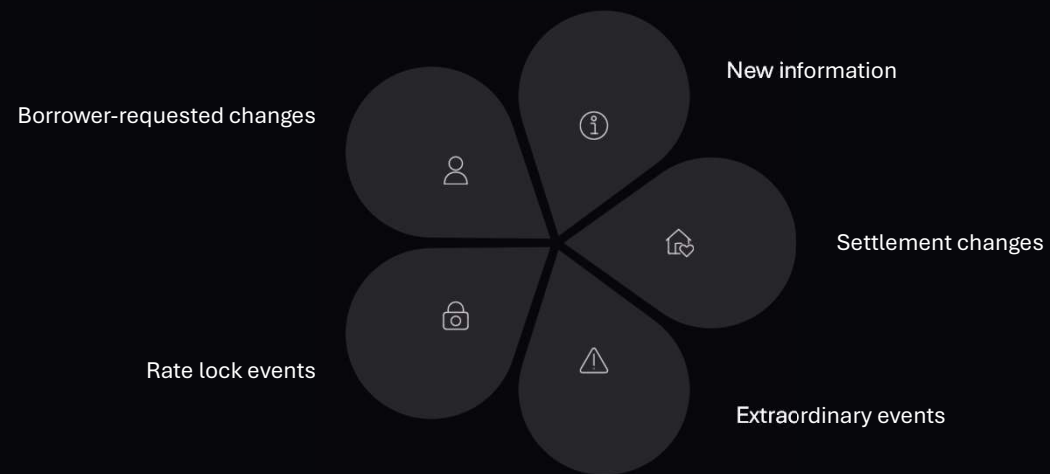 New information
Borrower-requested changes
Settlement changes
Rate lock events
Extraordinary events